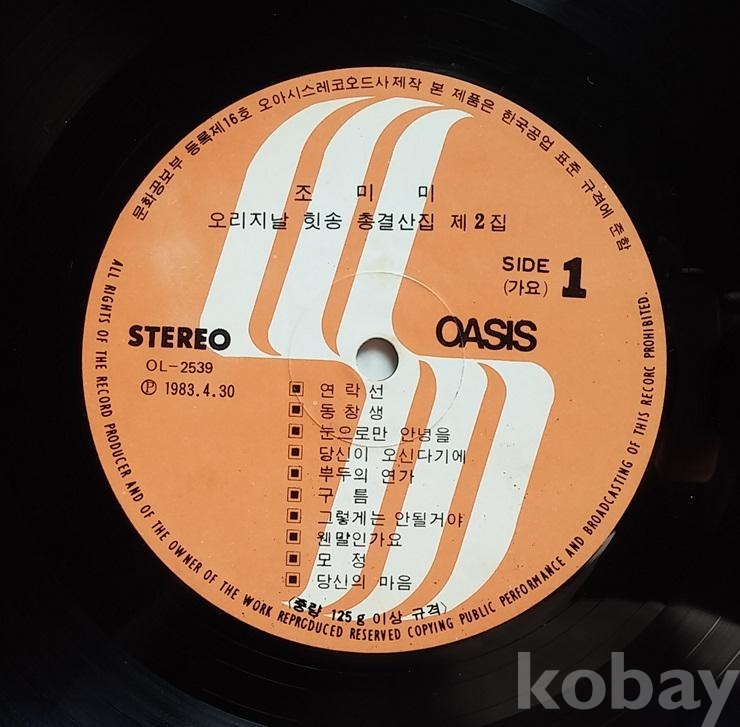 문화공보부 등록제16호 오아시스레코오드사제작 본 제품은 한국공업 표준 규격에 준함
조 미 미
오리지날 힛송 총결산집 제2집
SIDE 1
(가요)
STEREO
OASIS
OL-2539
Ⓟ 1983.4.30
▣ 연락선
▣ 동창생
▣ 눈으로만 안녕을
▣ 당신이 오신다기에
▣ 부두의 연가
▣ 구 름
▣ 그렇게는 안될거야
▣ 웬말인가요
▣ 모 정
▣ 당신의 마음
(중량 125g 이상 규격)
ALL RIGHTS OF THE RECORD PRODUCER AND OF THE OWNER OF THE WORK REPRCDUCED RESERVED COPYING PUBLIC PERFORMANCE AND BROADCASTING OF THIS RECORC PROHIBITED.
kobay